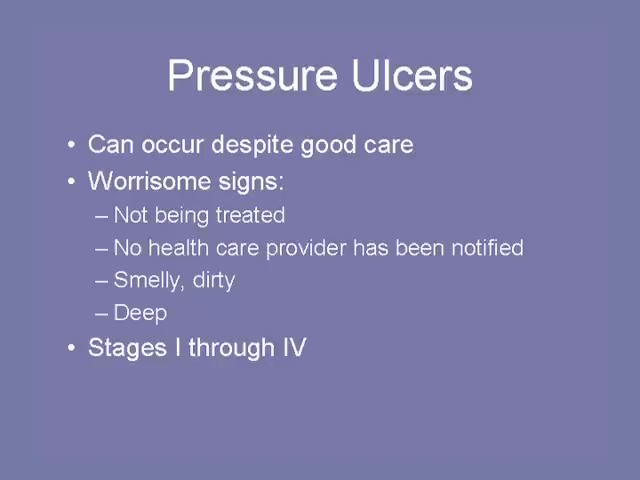 Pressure Ulcers
• Can occur despite good care
• Worrisome signs:
– Not being treated
– No health care provider has been notified
– Smelly, dirty
– Deep
• Stages I through IV